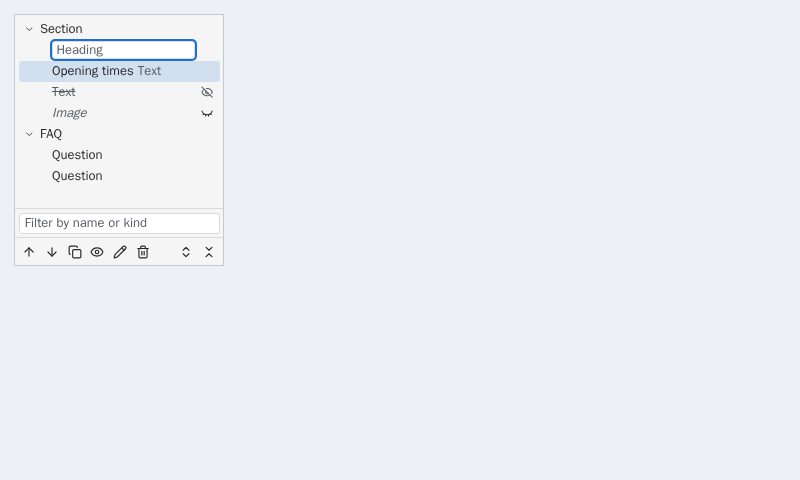 Section
Heading
Opening times Text
Text
Image
FAQ
Question
Question
Filter by name or kind